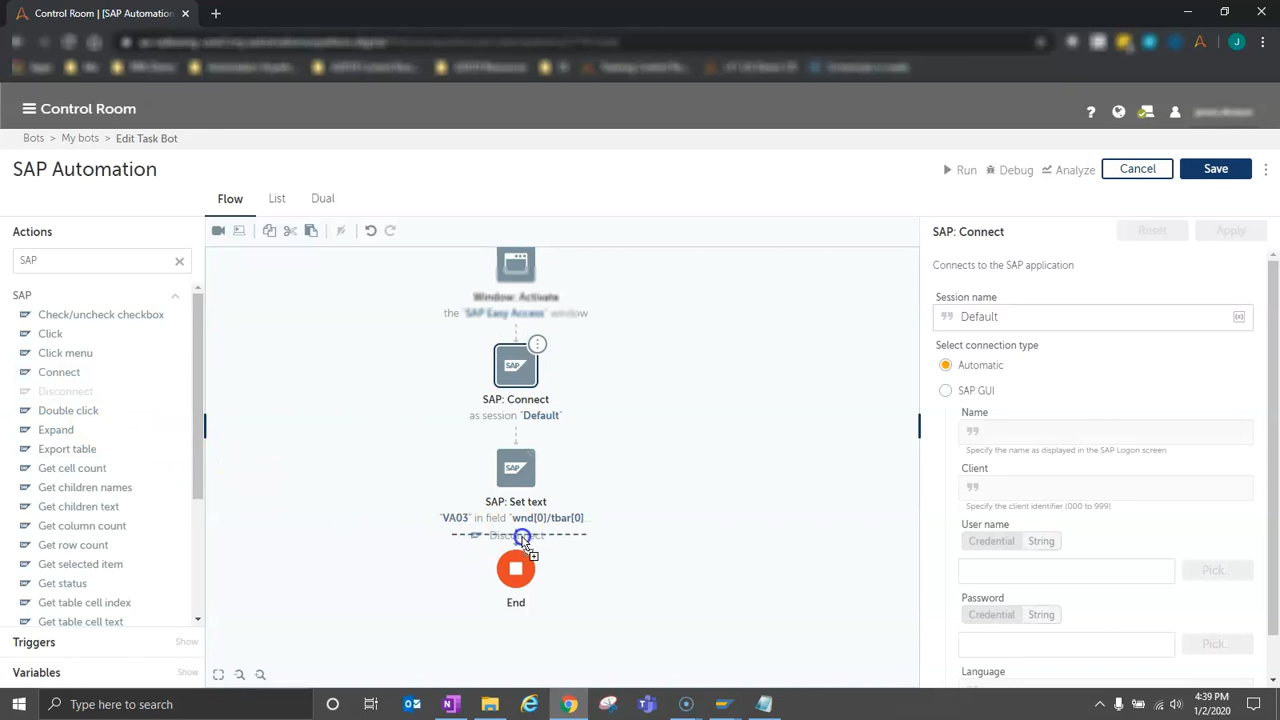 Control Room | [SAP Automation
Control Room
Bots > My bots > Edit Task Bot
SAP Automation
Run
Debug
Analyze
Cancel
Save
Flow
List
Dual
Actions
SAP
SAP
Check/uncheck checkbox
Click
Click menu
Connect
Disconnect
Double click
Expand
Export table
Get cell count
Get children names
Get children text
Get column count
Get row count
Get selected item
Get status
Get table cell index
Get table cell text
Triggers
Show
Variables
Show
Window: Activate
the "SAP Easy Access" window
SAP
SAP: Connect
as session "Default"
SAP
SAP: Set text
"VA03" in field "wnd[0]/tbar[0]...
Disconnect
End
SAP: Connect
Reset
Apply
Connects to the SAP application
Session name
Default
Select connection type
Automatic
SAP GUI
Name
Specify the name as displayed in the SAP Logon screen
Client
Specify the client identifier (000 to 999)
User name
Credential
String
Pick...
Password
Credential
String
Pick...
Language
Type here to search
4:39 PM
1/2/2020